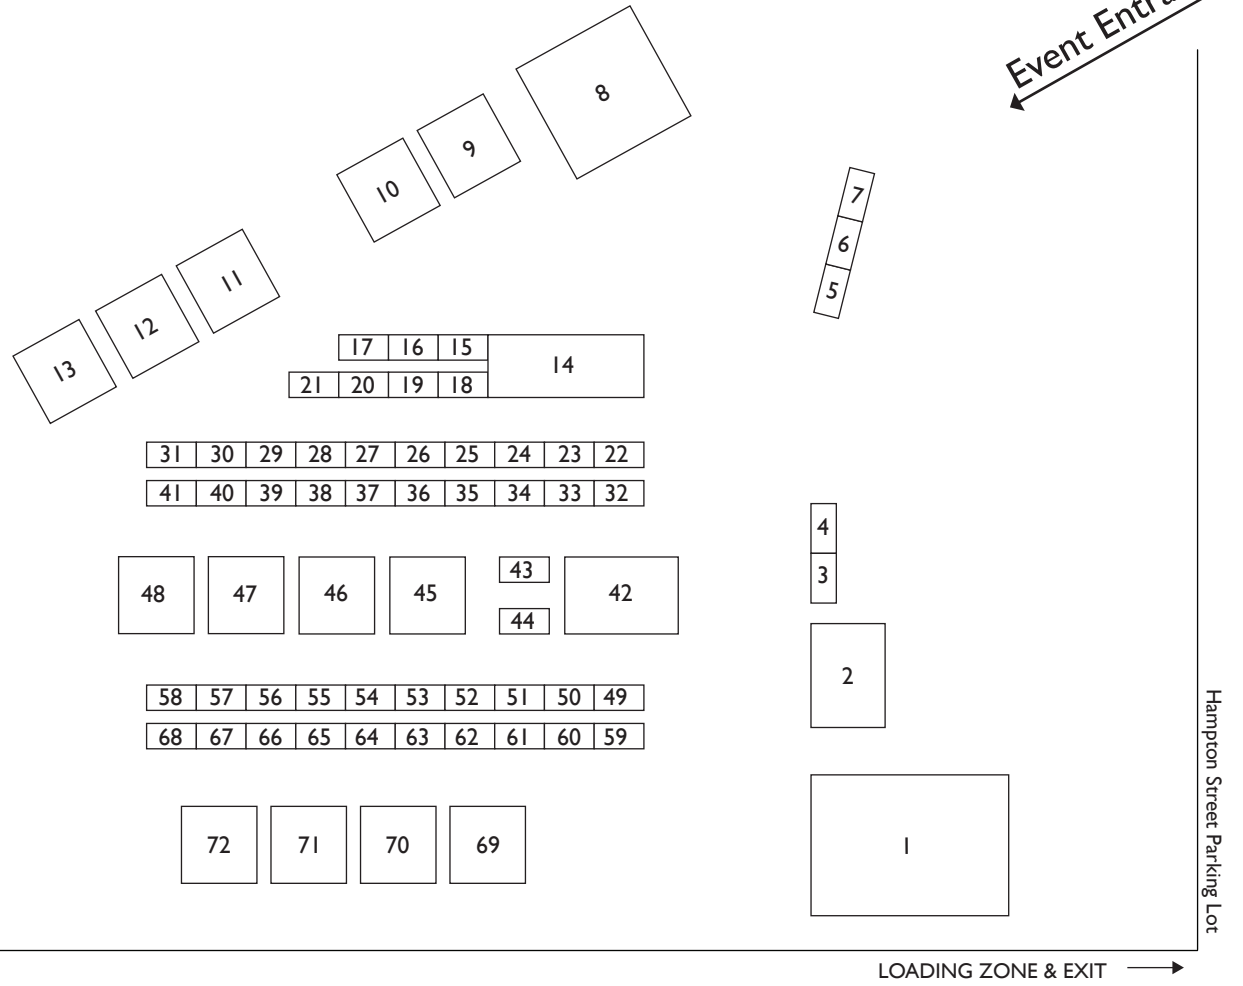 Event Entra
8
9
10
7
11
6
12
5
13
17 16 15
14
21 20 19 18
31 30 29 28 27 26 25 24 23 22
41 40 39 38 37 36 35 34 33 32
4
43
3
48 47 46 45
42
44
2
58 57 56 55 54 53 52 51 50 49
68 67 66 65 64 63 62 61 60 59
72 71 70 69
1
Hampton Street Parking Lot
LOADING ZONE & EXIT